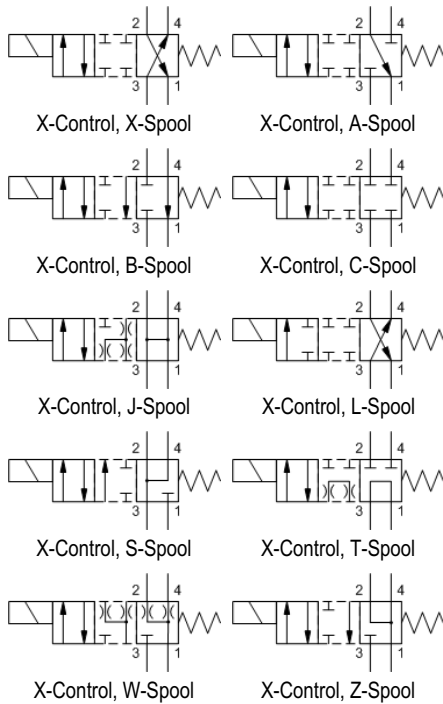 2 4 2 4
3 1 3 1
X-Control, X-Spool X-Control, A-Spool
2 4 2 4
3 1 3 1
X-Control, B-Spool X-Control, C-Spool
2 4 2 4
3 1 3 1
X-Control, J-Spool X-Control, L-Spool
2 4 2 4
3 1 3 1
X-Control, S-Spool X-Control, T-Spool
2 4 2 4
3 1 3 1
X-Control, W-Spool X-Control, Z-Spool